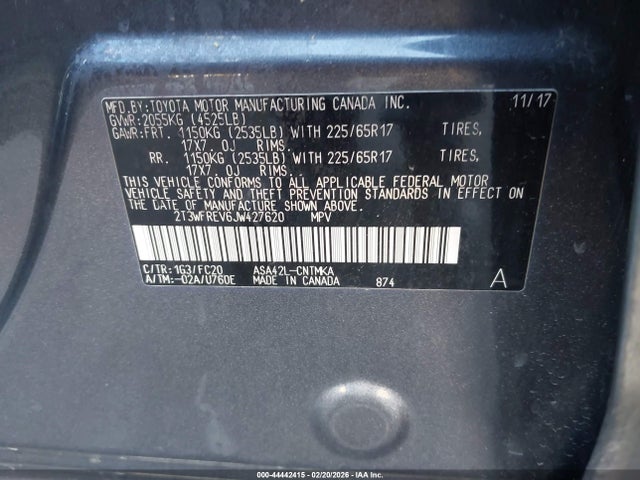 MFD.BY:TOYOTA MOTOR MANUFACTURING CANADA INC. 11/17
GVWR:2055KG (4525LB)
GAWR:FRT. 1150KG (2535LB) WITH 225/65R17 TIRES,
17X7. 0J RIMS.
RR. 1150KG (2535LB) WITH 225/65R17 TIRES,
17X7. 0J RIMS.
THIS VEHICLE CONFORMS TO ALL APPLICABLE FEDERAL MOTOR
VEHICLE SAFETY AND THEFT PREVENTION STANDARDS IN EFFECT ON
THE DATE OF MANUFACTURE SHOWN ABOVE.
2T3WFREV6JW427620 MPV
C/TR:1G3/FC20 ASA42L-CNTMKA
A/TM:-02A/U760E MADE IN CANADA 874 A
000-44442415 - 02/20/2026 - IAA, Inc.